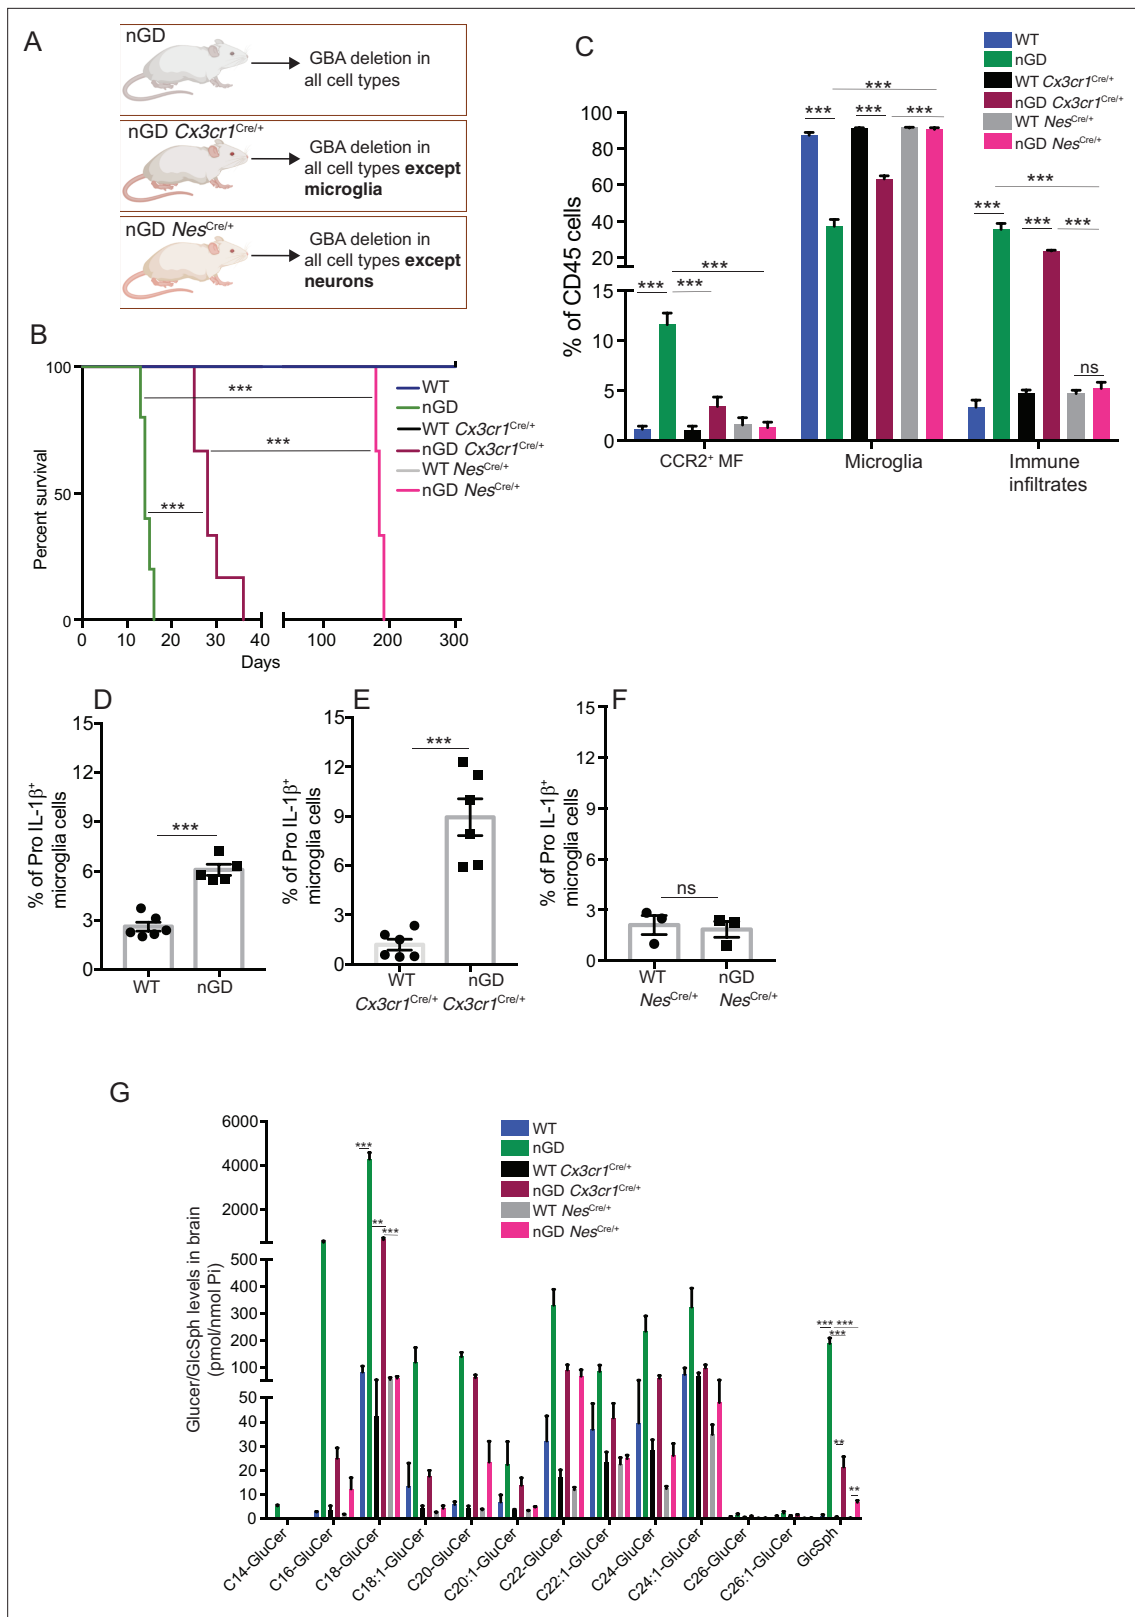 A
nGD
GBA deletion in
all cell types
nGD Cx3cr1Cre/+
GBA deletion in
all cell types except
microglia
nGD NesCre/+
GBA deletion in
all cell types except
neurons
B
Percent survival
100
50
0
0 10 20 30 40 100 200 300
Days
***
***
***
WT
nGD
WT Cx3cr1Cre/+
nGD Cx3cr1Cre/+
WT NesCre/+
nGD NesCre/+
C
WT
nGD
WT Cx3cr1Cre/+
nGD Cx3cr1Cre/+
WT NesCre/+
nGD NesCre/+
% of CD45 cells
100
80
60
40
20
15
10
5
0
*** *** ***
***
*** *** ***
***
*** *** ***
ns
CCR2+ MF
Microglia
Immune
infiltrates
D
% of Pro IL-1β+
microglia cells
15
12
9
6
3
0
***
WT nGD
E
% of Pro IL-1β+
microglia cells
15
12
9
6
3
0
***
WT nGD
Cx3cr1Cre/+ Cx3cr1Cre/+
F
% of Pro IL-1β+
microglia cells
15
12
9
6
3
0
ns
WT nGD
NesCre/+ NesCre/+
G
Glucer/GlcSph levels in brain
(pmol/nmol Pi)
6000
4000
2000
500
400
300
200
100
50
40
30
20
10
0
WT
nGD
WT Cx3cr1Cre/+
nGD Cx3cr1Cre/+
WT NesCre/+
nGD NesCre/+
***
**
***
*** ***
***
**
**
C14-GluCer
C16-GluCer
C18-GluCer
C18:1-GluCer
C20-GluCer
C20:1-GluCer
C22-GluCer
C22:1-GluCer
C24-GluCer
C24:1-GluCer
C26-GluCer
C26:1-GluCer
GlcSph